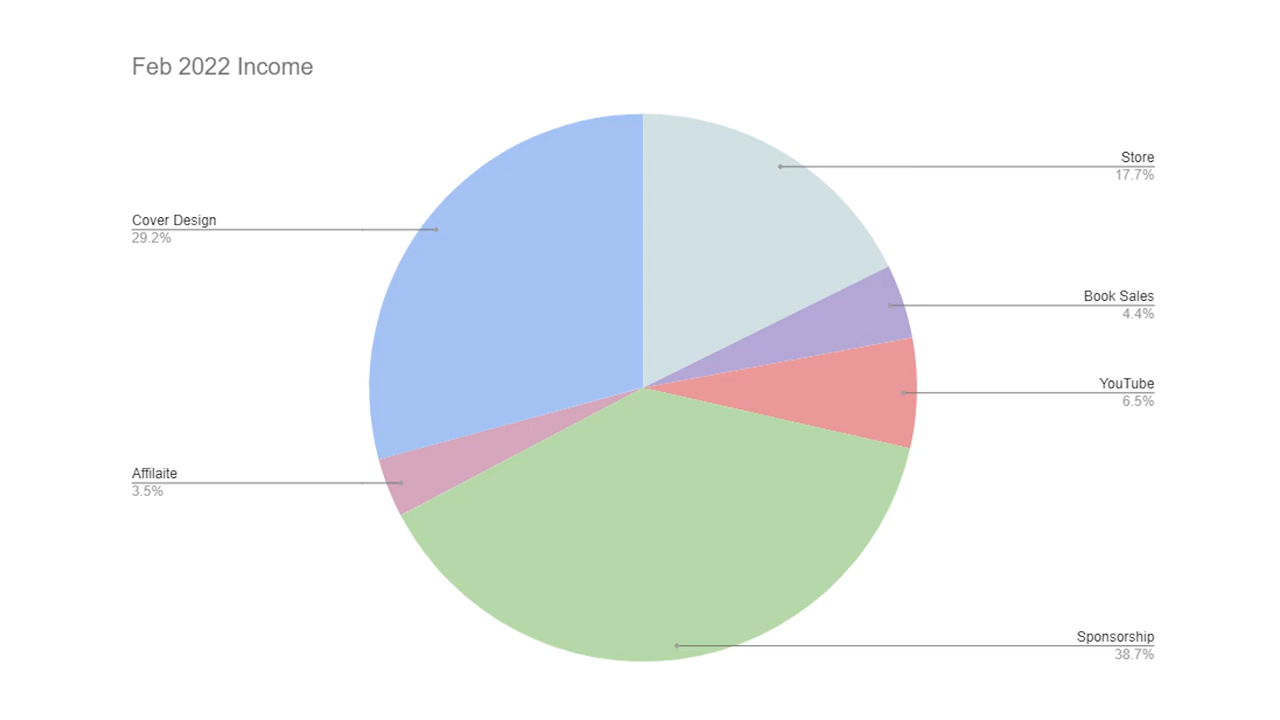 Feb 2022 Income
Store
17.7%
Cover Design
29.2%
Book Sales
4.4%
YouTube
6.5%
Affilaite
3.5%
Sponsorship
38.7%